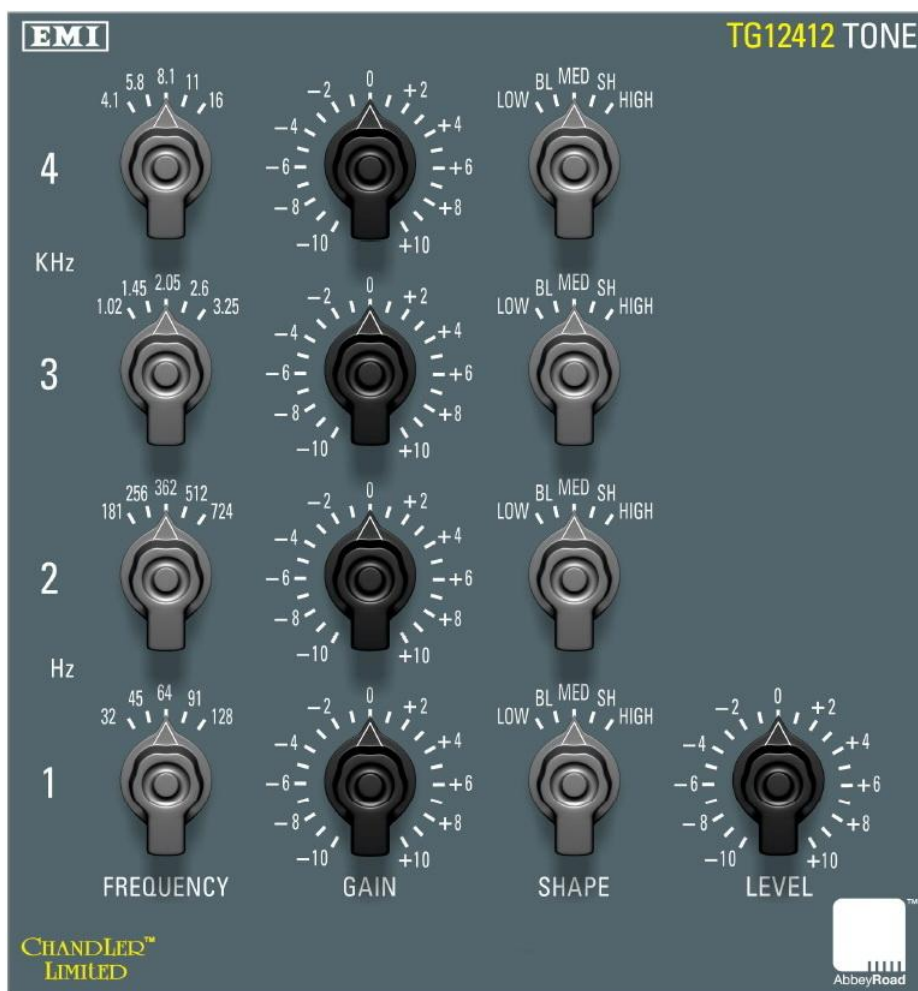 EMI
TG12412 TONE
4.1 5.8 8.1 11 16
-10 -8 -6 -4 -2 0 +2 +4 +6 +8 +10
LOW BL MED SH HIGH
4
KHz
1.02 1.45 2.05 2.6 3.25
-10 -8 -6 -4 -2 0 +2 +4 +6 +8 +10
LOW BL MED SH HIGH
3
181 256 362 512 724
-10 -8 -6 -4 -2 0 +2 +4 +6 +8 +10
LOW BL MED SH HIGH
2
Hz
32 45 64 91 128
-10 -8 -6 -4 -2 0 +2 +4 +6 +8 +10
LOW BL MED SH HIGH
-10 -8 -6 -4 -2 0 +2 +4 +6 +8 +10
1
FREQUENCY GAIN SHAPE LEVEL
CHANDLER™
LIMITED
TM
AbbeyRoad